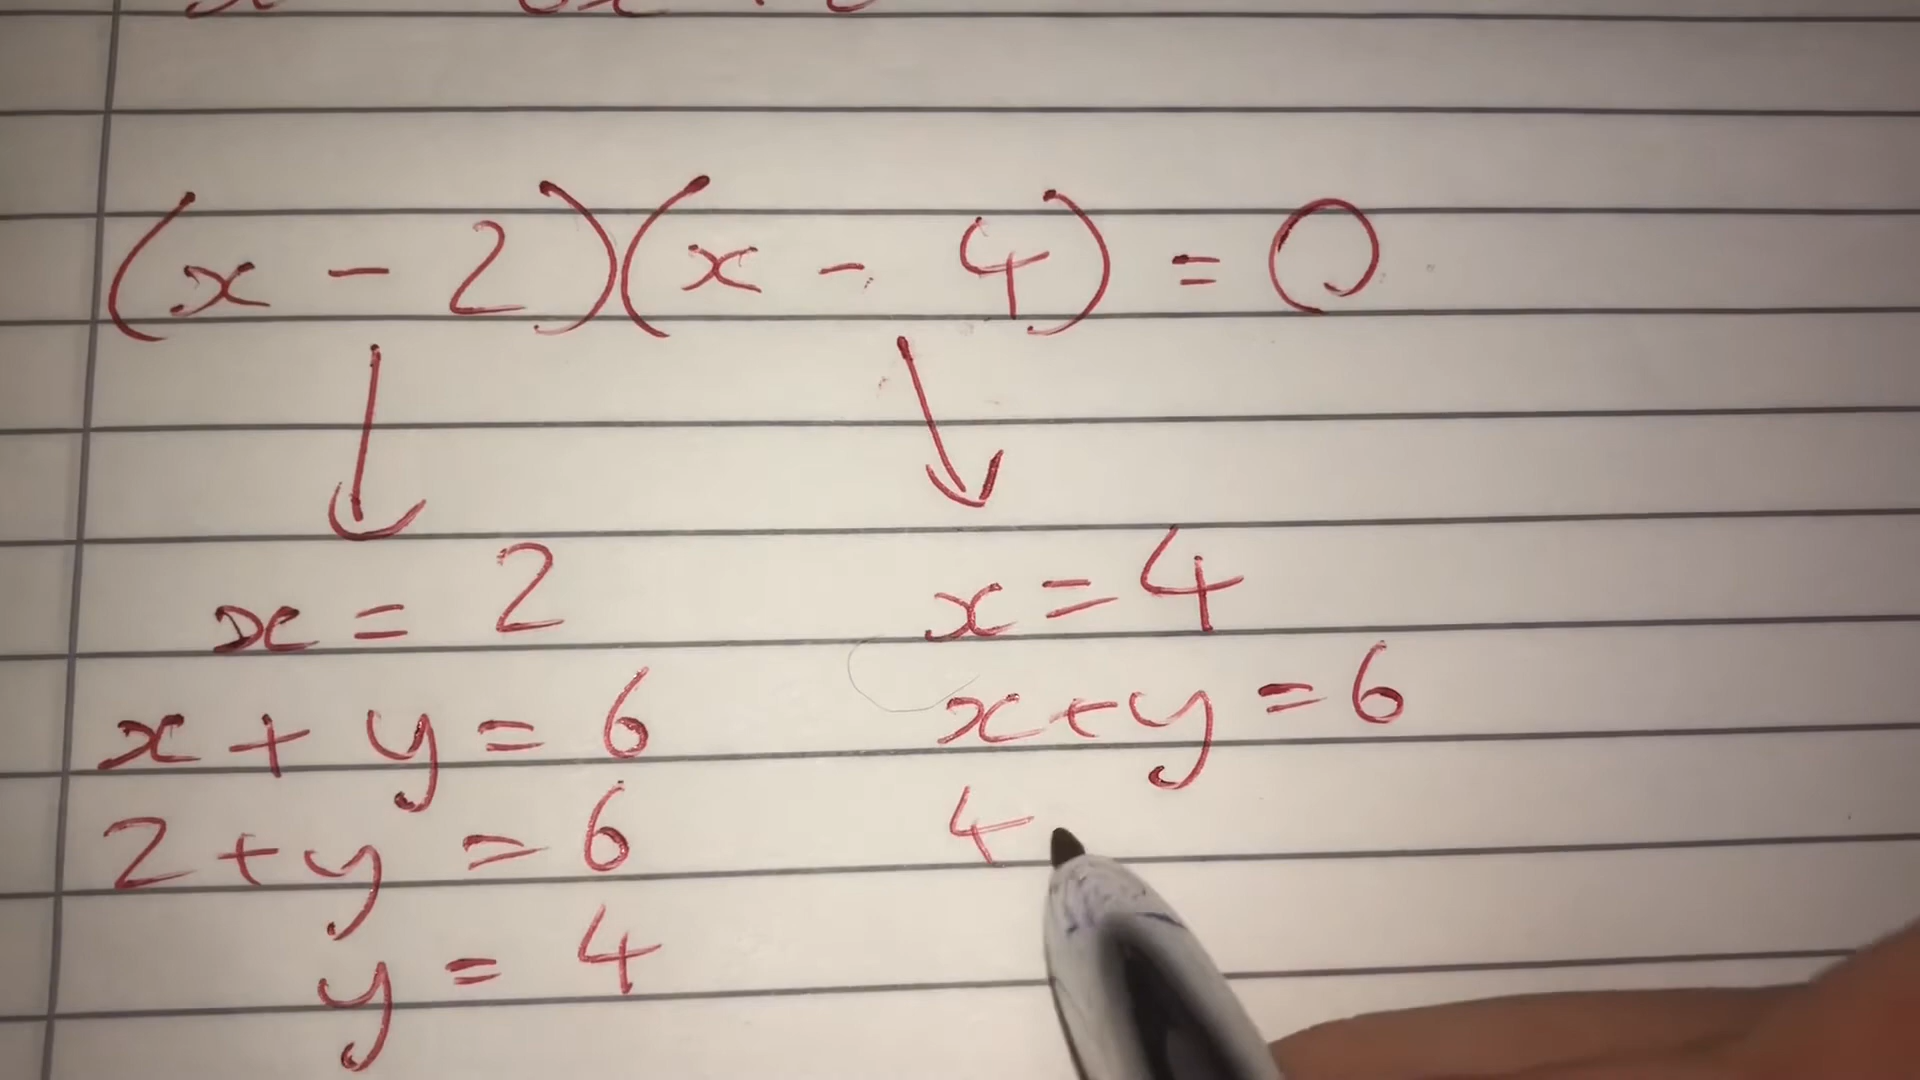 (x - 2)(x - 4) = 0
x = 2
x = 4
x + y = 6
x + y = 6
2 + y = 6
4
y = 4